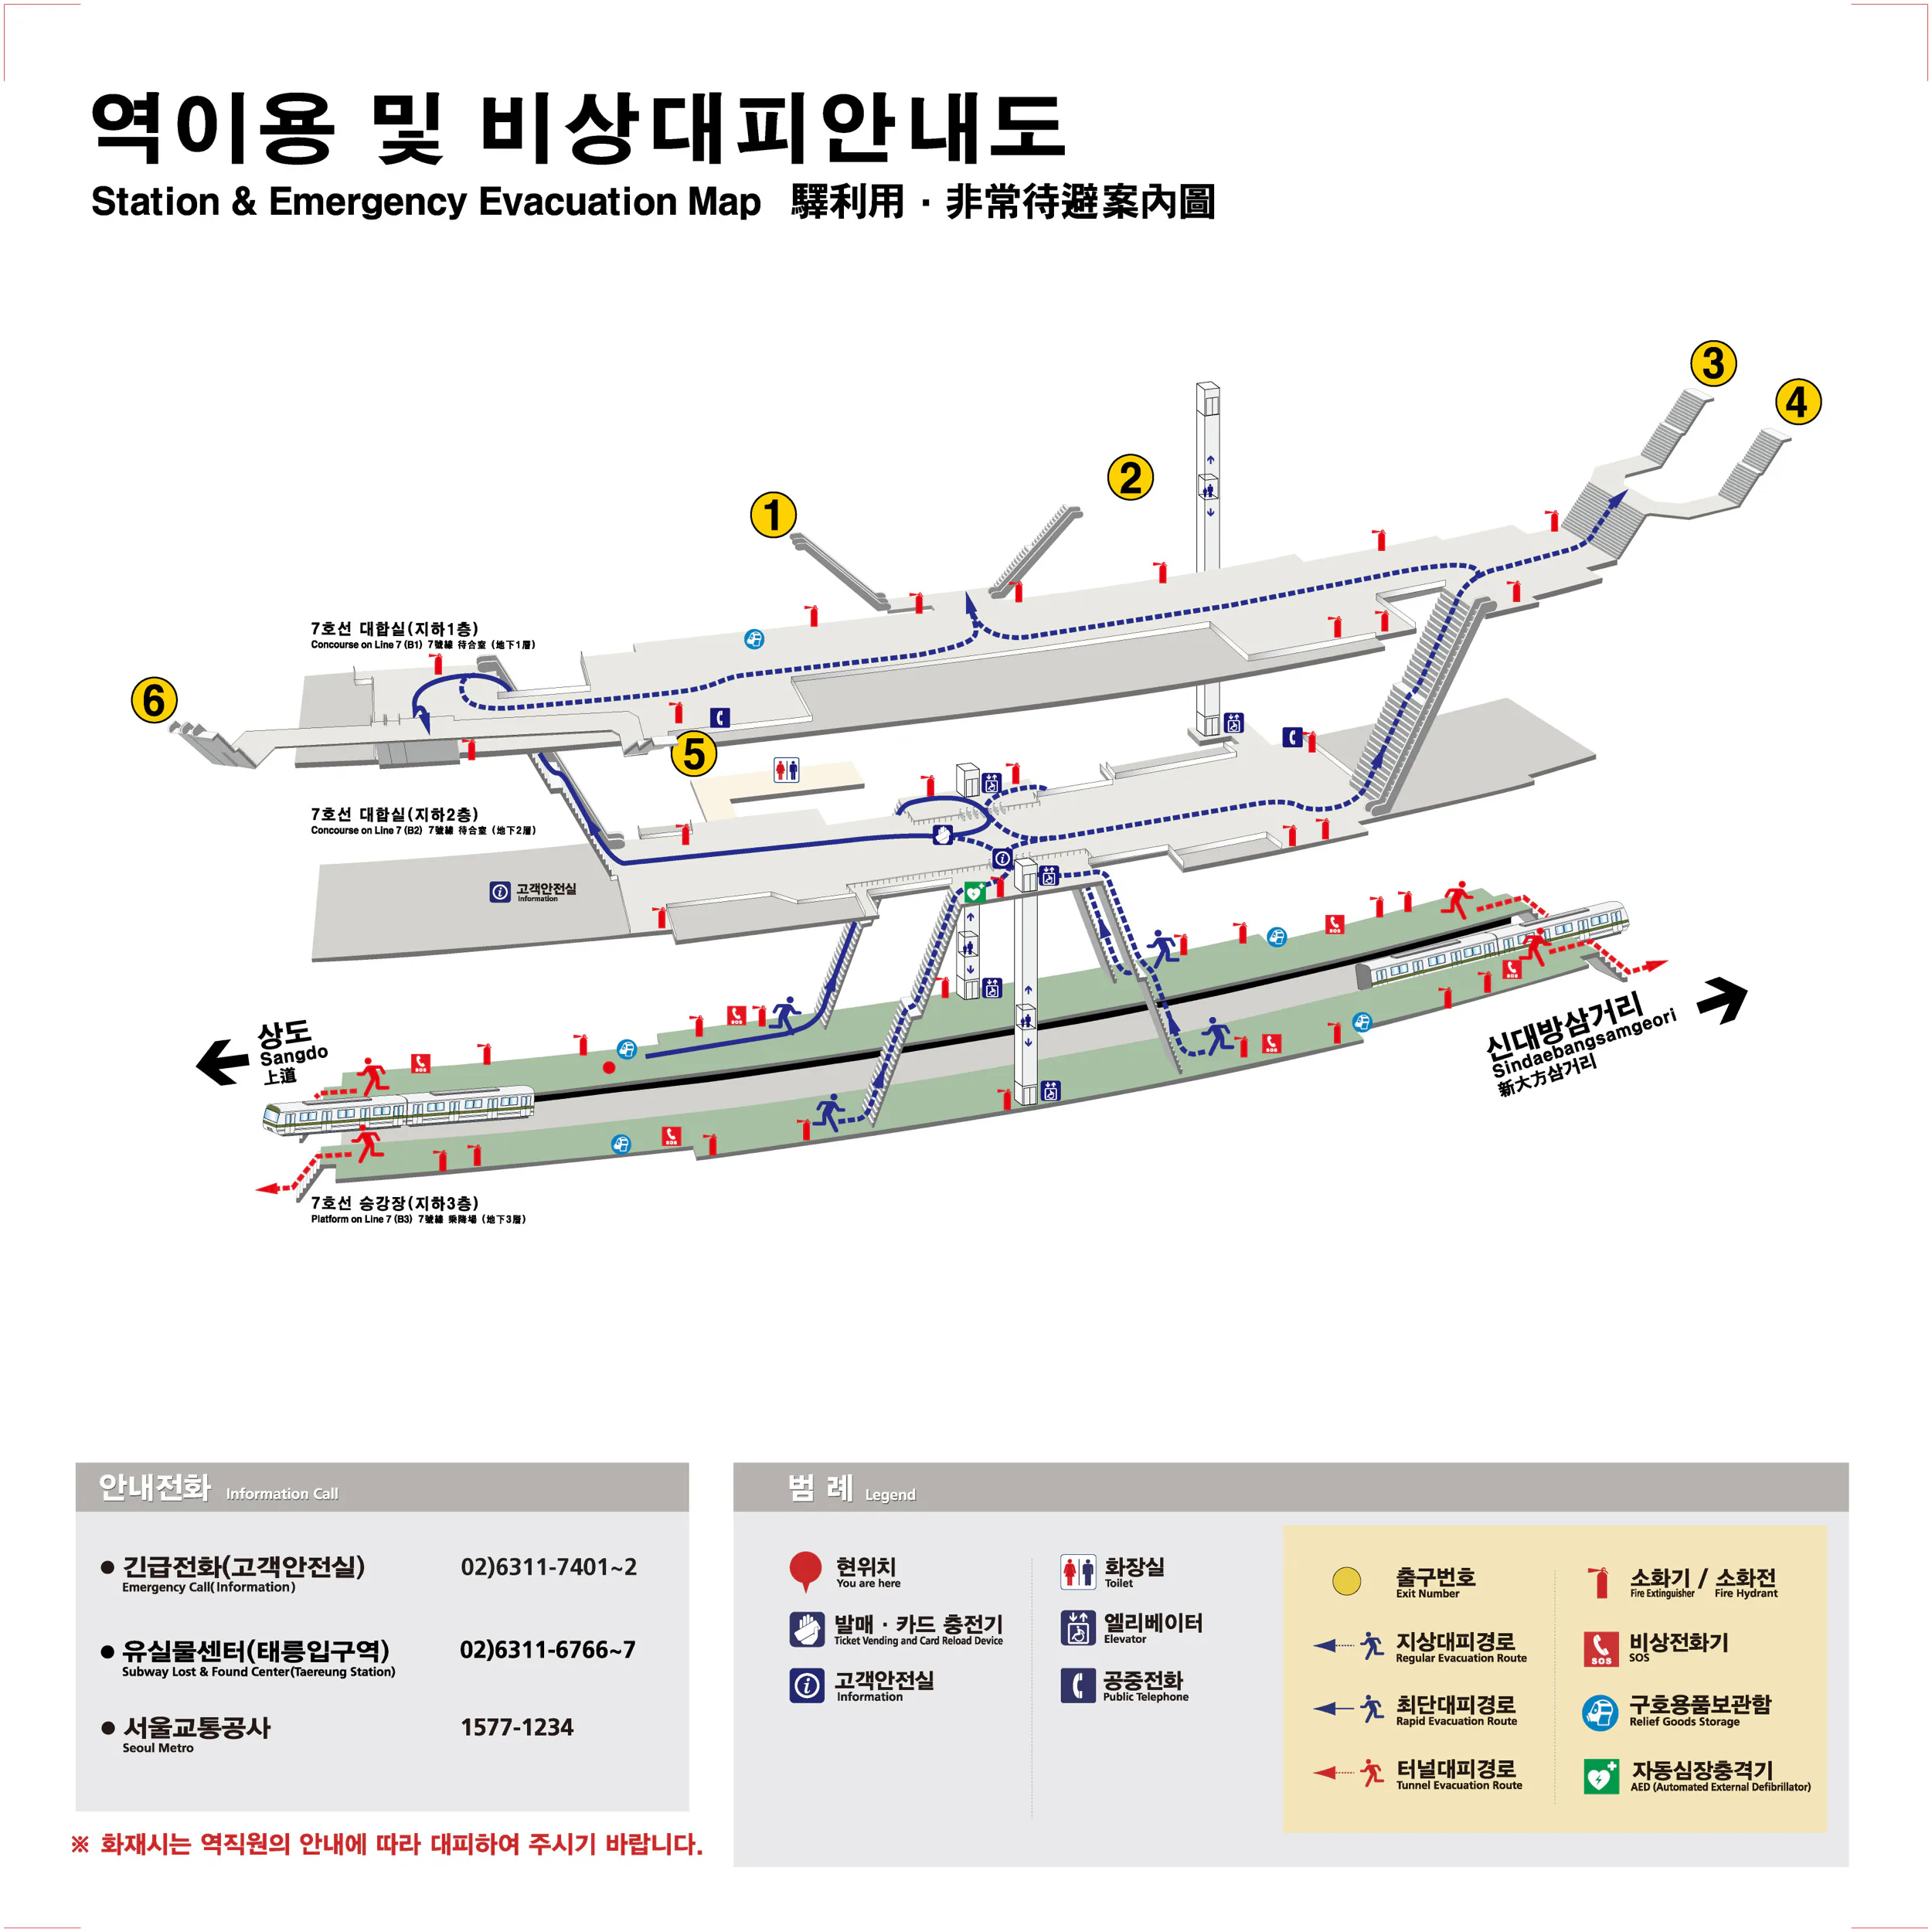 역이용 및 비상대피안내도
Station & Emergency Evacuation Map 驛利用 · 非常待避案內圖
3
4
2
1
7호선 대합실(지하1층)
Concourse on Line 7 (B1) 7號線 待合室 (地下1層)
6
5
7호선 대합실(지하2층)
Concourse on Line 7 (B2) 7號線 待合室 (地下2層)
고객안전실
Information
SOS
SOS
SOS
SOS
SOS
SOS
상도
Sangdo
上道
신대방삼거리
Sindaebangsamgeori
新大方삼거리
7호선 승강장(지하3층)
Platform on Line 7 (B3) 7號線 乘降場 (地下3層)
안내전화 Information Call
● 긴급전화(고객안전실) 02)6311-7401~2
Emergency Call(Information)
● 유실물센터(태릉입구역) 02)6311-6766~7
Subway Lost & Found Center(Taereung Station)
● 서울교통공사 1577-1234
Seoul Metro
※ 화재시는 역직원의 안내에 따라 대피하여 주시기 바랍니다.
범 례 Legend
현위치
You are here
발매 · 카드 충전기
Ticket Vending and Card Reload Device
고객안전실
Information
화장실
Toilet
엘리베이터
Elevator
공중전화
Public Telephone
출구번호
Exit Number
지상대피경로
Regular Evacuation Route
최단대피경로
Rapid Evacuation Route
터널대피경로
Tunnel Evacuation Route
소화기 / 소화전
Fire Extinguisher / Fire Hydrant
SOS
비상전화기
SOS
구호용품보관함
Relief Goods Storage
자동심장충격기
AED (Automated External Defibrillator)